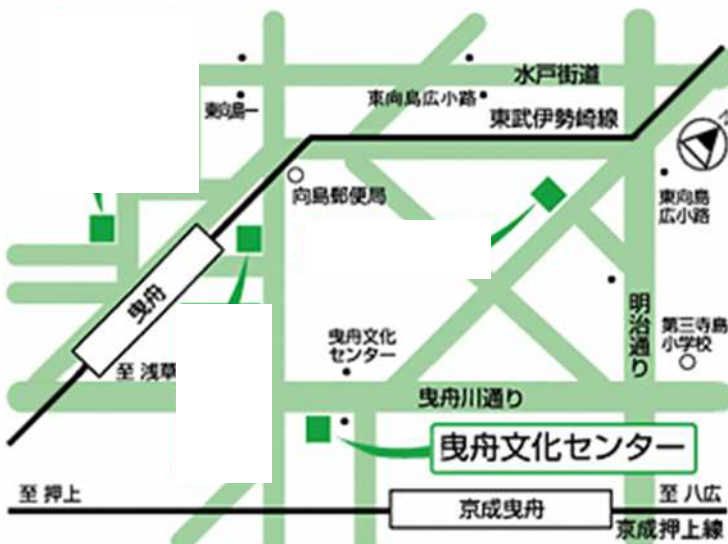 水戸街道
東向島一
東向島広小路
東武伊勢崎線
向島郵便局
東向島
広小路
曳舟
明治通り
第三寺島
小学校
曳舟文化
センター
至 浅草
曳舟川通り
曳舟文化センター
至 押上
京成曳舟
至 八広
京成押上線